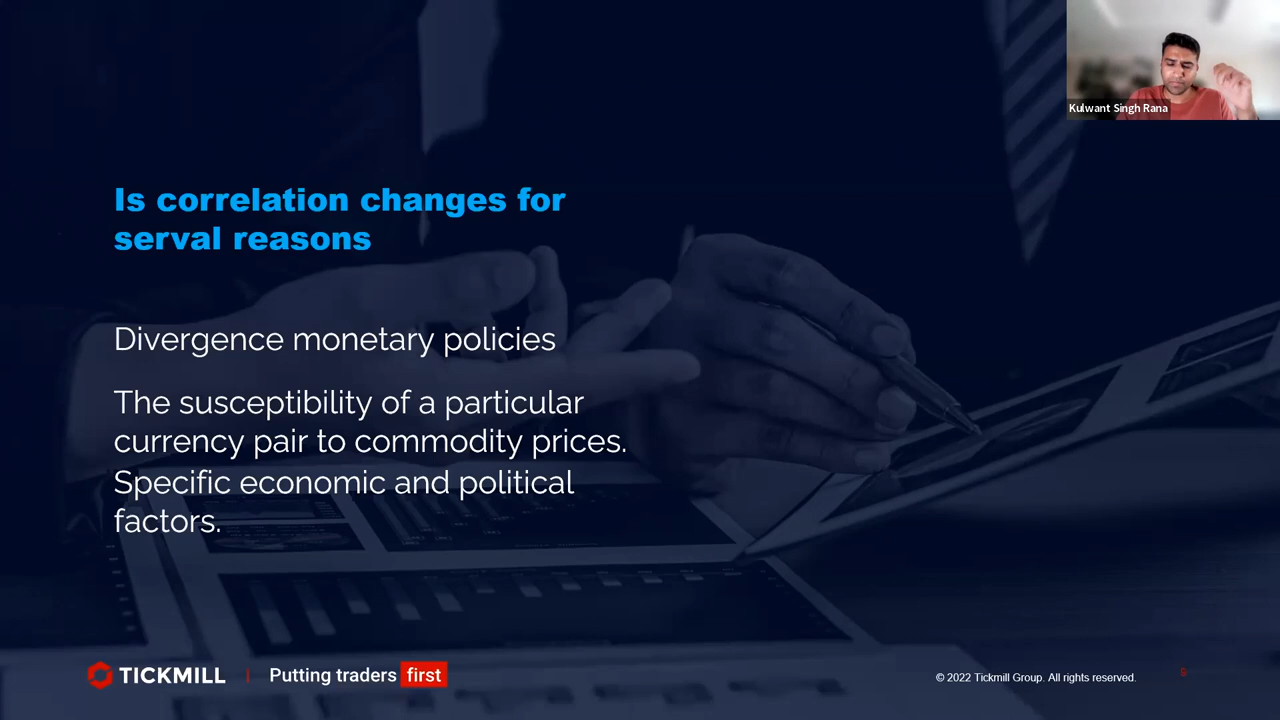 Kulwant Singh Rana
Is correlation changes for
serval reasons
Divergence monetary policies
The susceptibility of a particular
currency pair to commodity prices.
Specific economic and political
factors.
TICKMILL | Putting traders first
© 2022 Tickmill Group. All rights reserved.